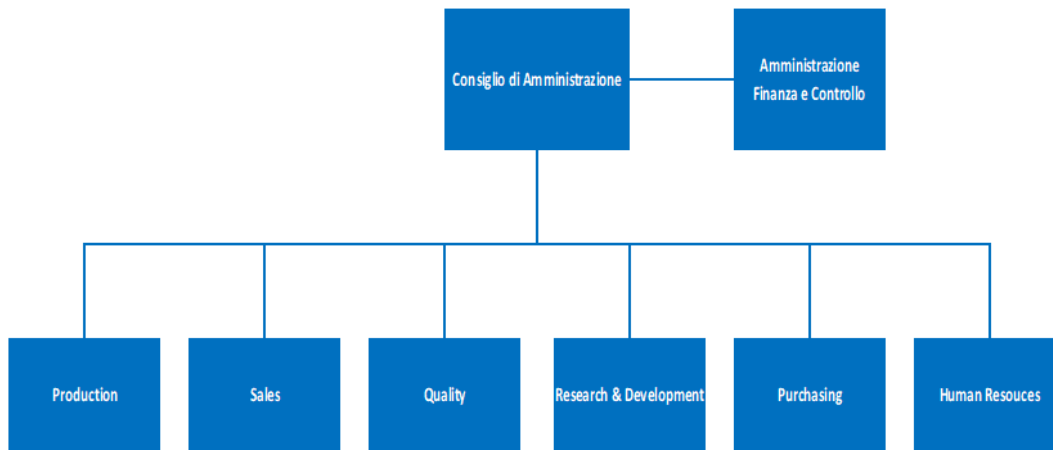 Consiglio di Amministrazione
Amministrazione
Finanza e Controllo
Production
Sales
Quality
Research & Development
Purchasing
Human Resouces